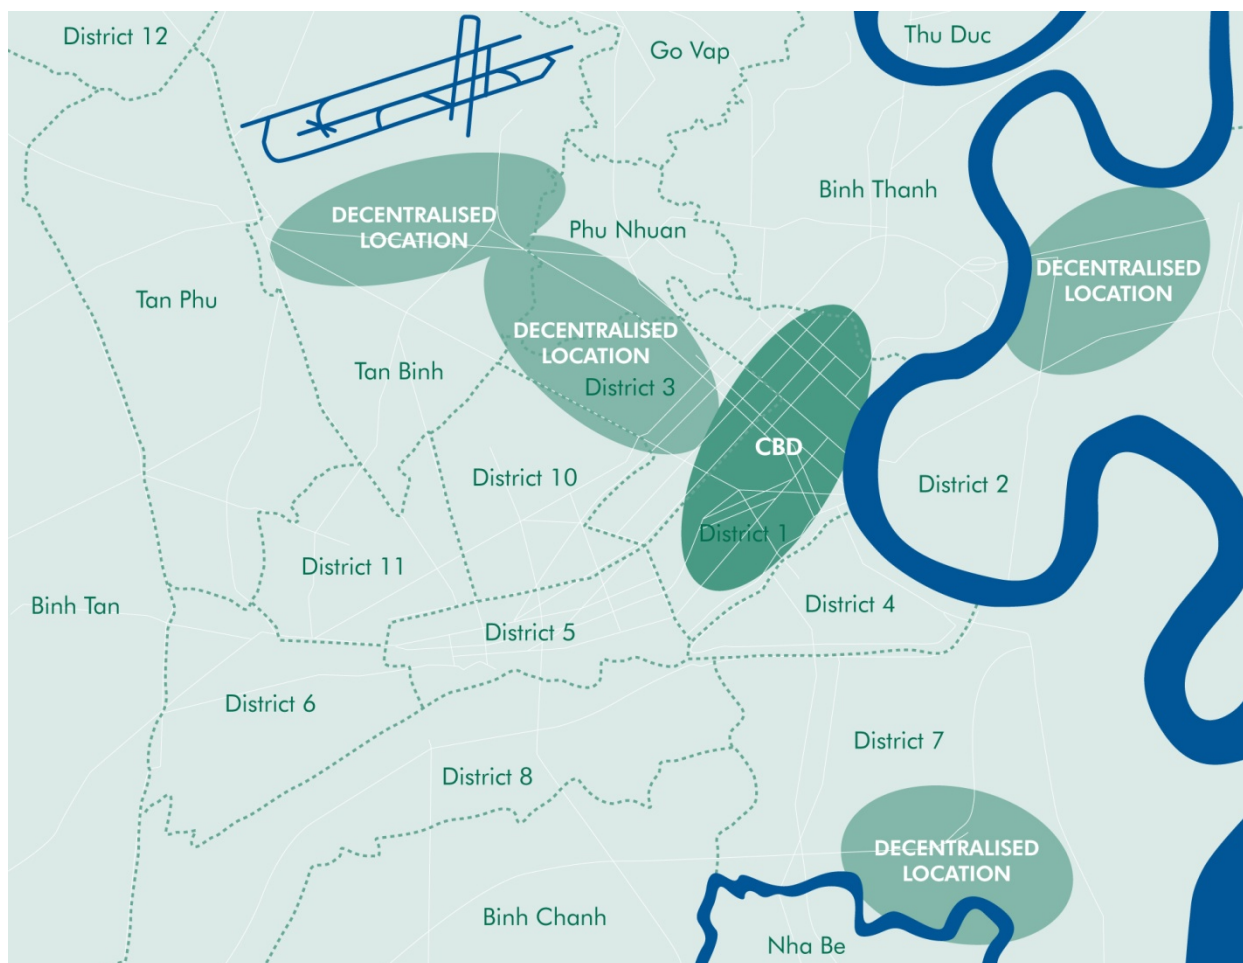 District 12
Go Vap
Thu Duc
Binh Thanh
DECENTRALISED
LOCATION
Phu Nhuan
DECENTRALISED
LOCATION
Tan Phu
DECENTRALISED
LOCATION
Tan Binh
District 3
CBD
District 10
District 2
District 1
District 11
Binh Tan
District 4
District 5
District 6
District 7
District 8
DECENTRALISED
LOCATION
Binh Chanh
Nha Be